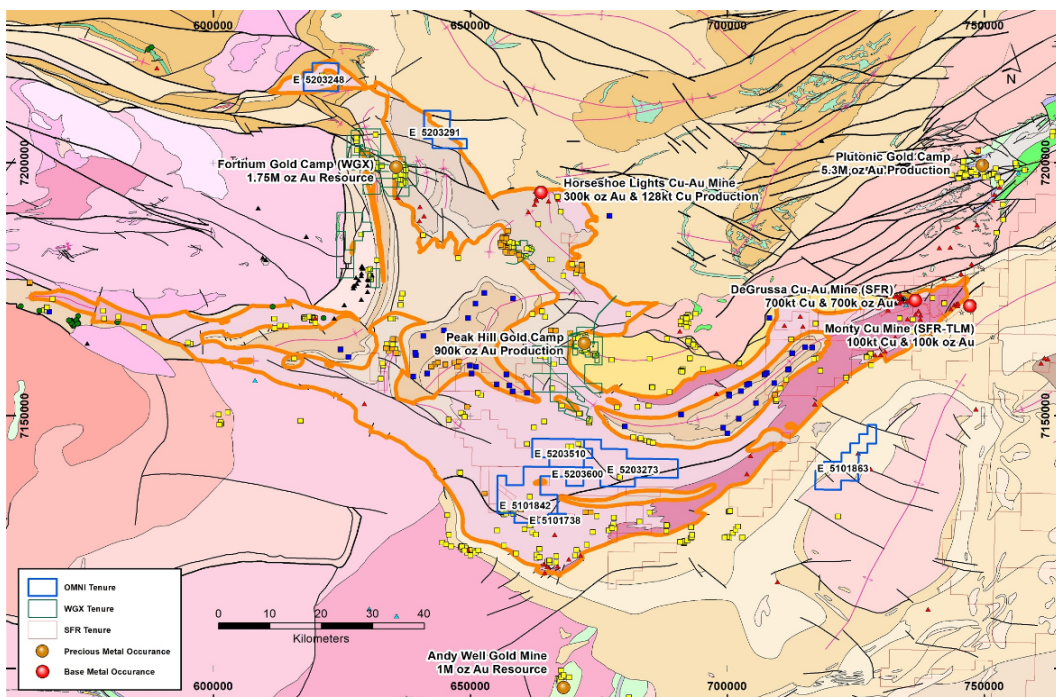 600000
650000
700000
750000
N
E 5203248
E 5203291
7200000
7200000
Fortnum Gold Camp (WGX)
1.75M oz Au Resource
Plutonic Gold Camp
5.3M oz Au Production
Horseshoe Lights Cu-Au Mine
300k oz Au & 128kt Cu Production
DeGrussa Cu-Au Mine (SFR)
700kt Cu & 700k oz Au
Monty Cu Mine (SFR-TLM)
100kt Cu & 100k oz Au
Peak Hill Gold Camp
900k oz Au Production
7150000
7150000
E 5203510
E 5203600
E 5203273
E 5101863
E 5101842
E 5101738
OMNI Tenure
WGX Tenure
SFR Tenure
Precious Metal Occurance
Base Metal Occurance
0 10 20 30 40
Kilometers
Andy Well Gold Mine
1M oz Au Resource
600000
650000
700000
750000